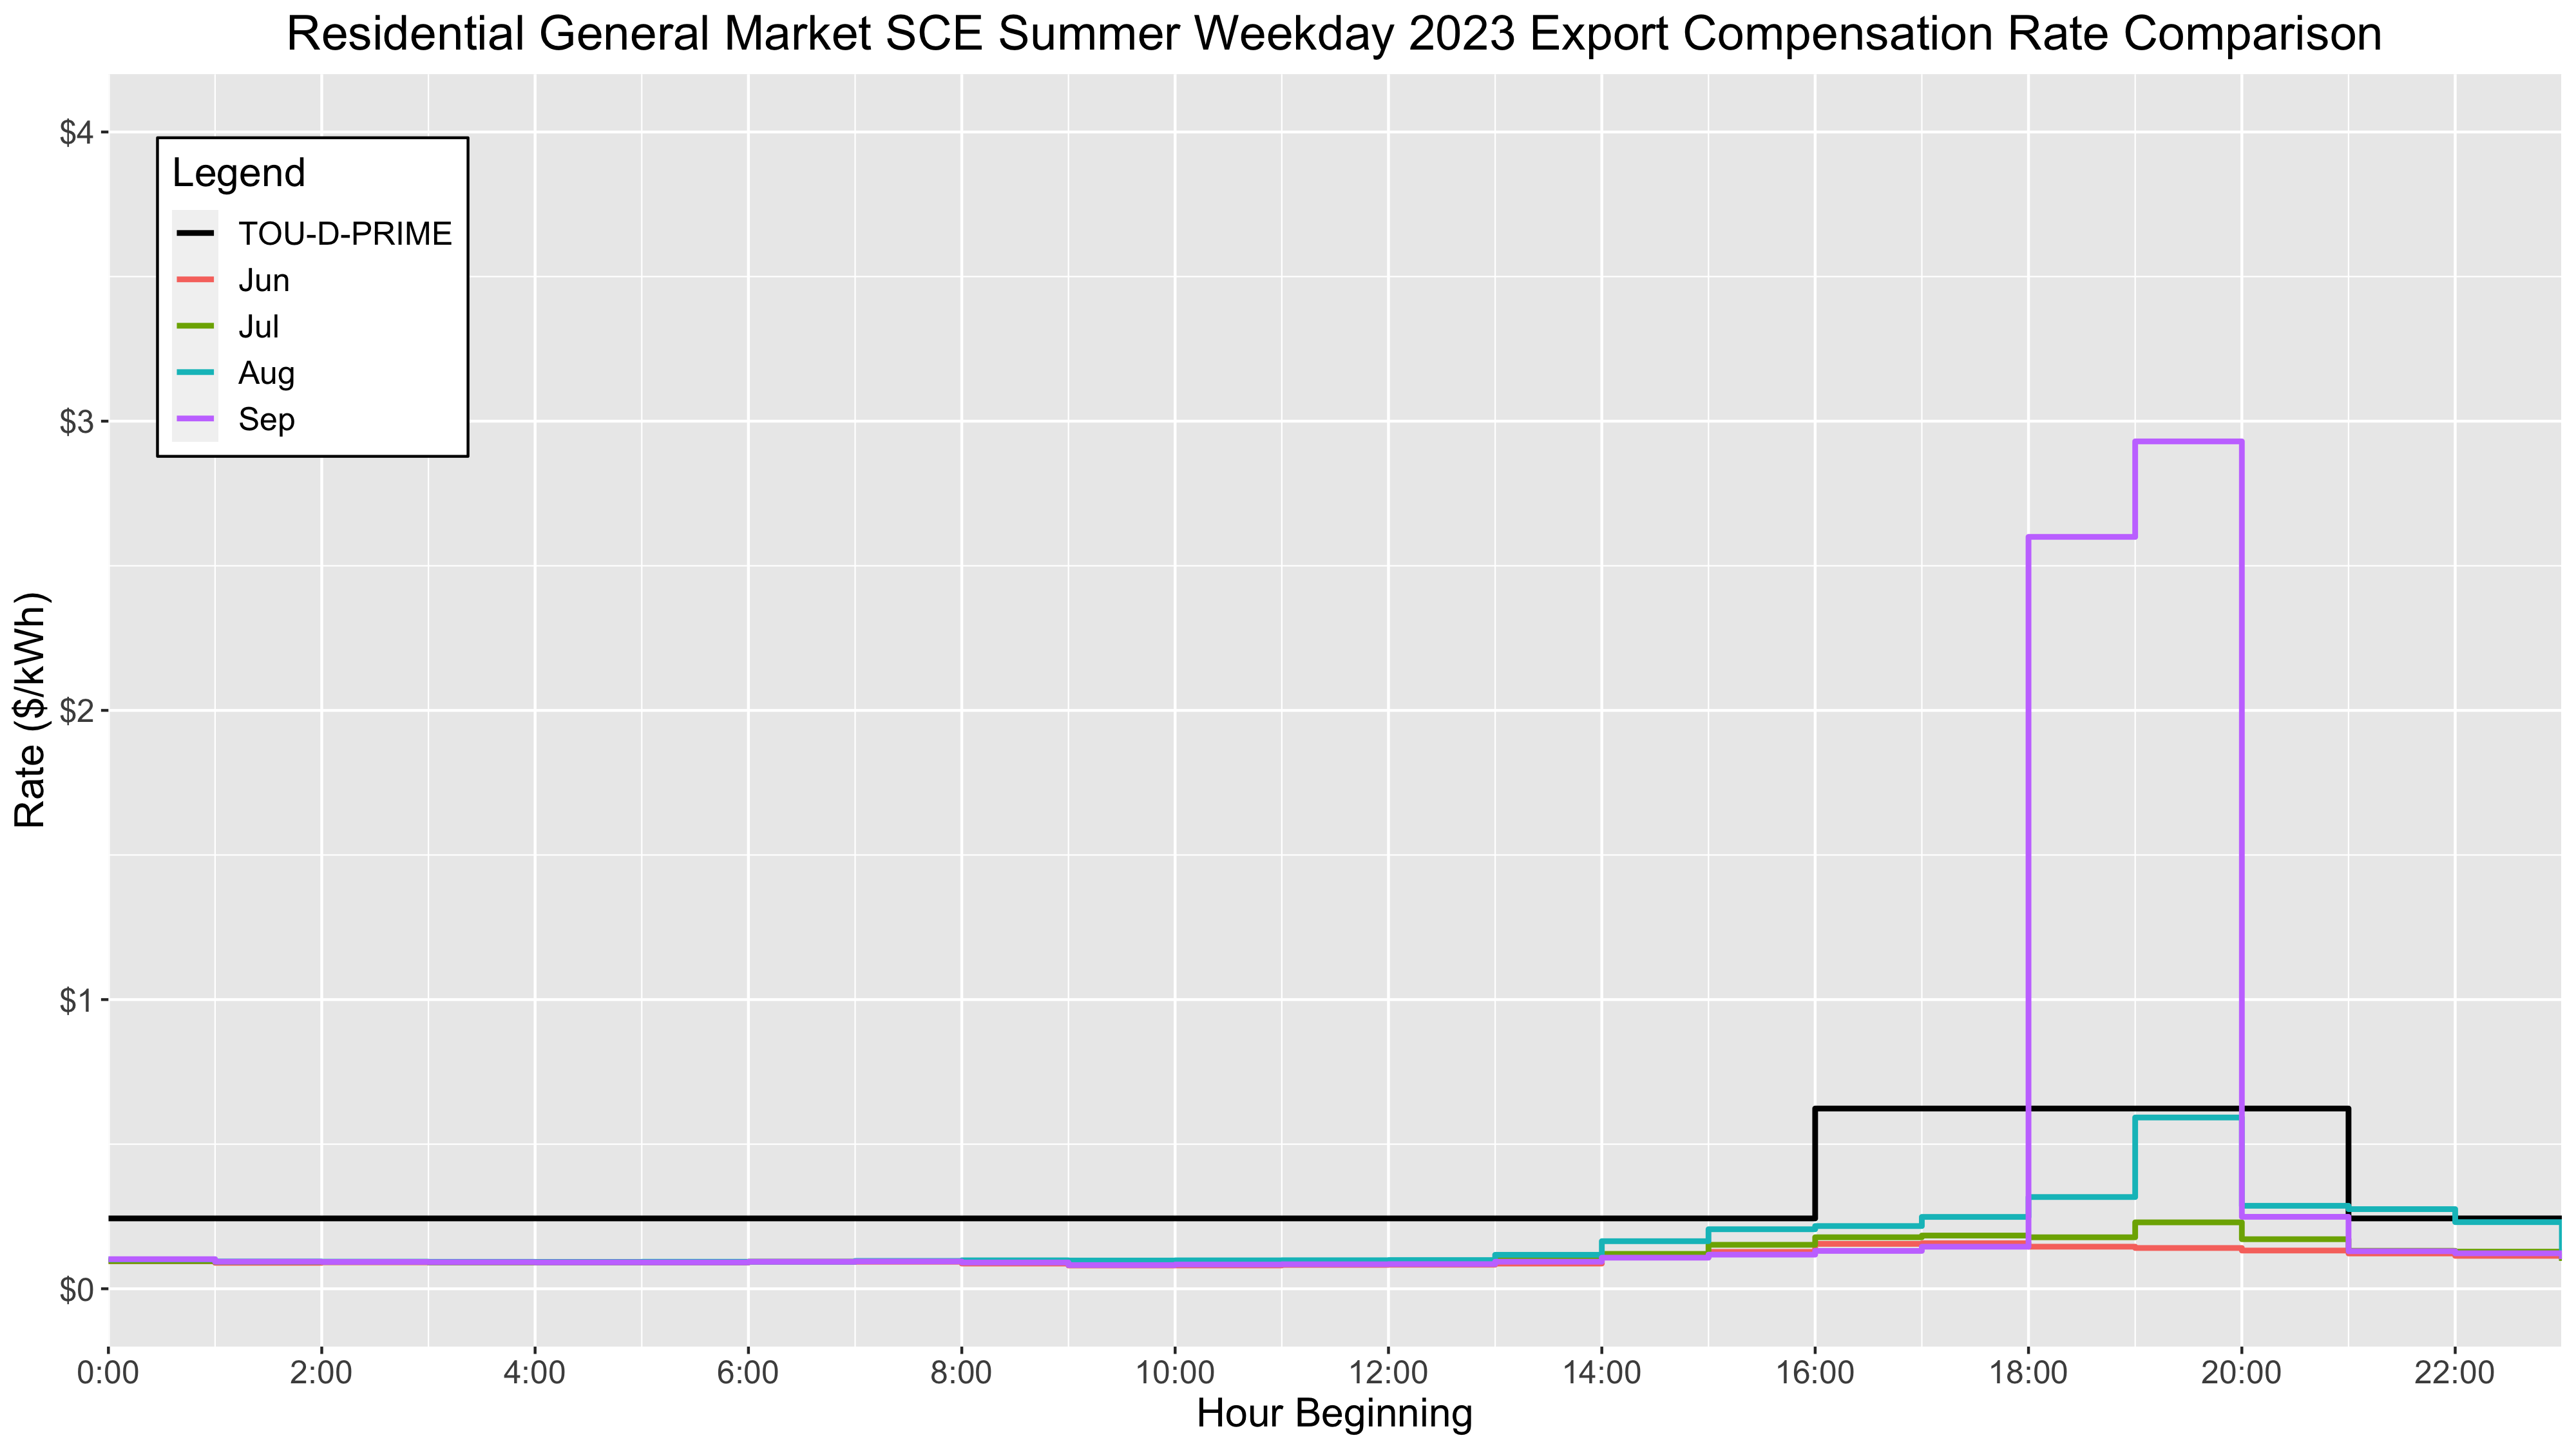 Residential General Market SCE Summer Weekday 2023 Export Compensation Rate Comparison
$4
Legend
TOU-D-PRIME
Jun
Jul
Aug
Sep
$3
$2
$1
$0
Rate ($/kWh)
0:00 2:00 4:00 6:00 8:00 10:00 12:00 14:00 16:00 18:00 20:00 22:00
Hour Beginning